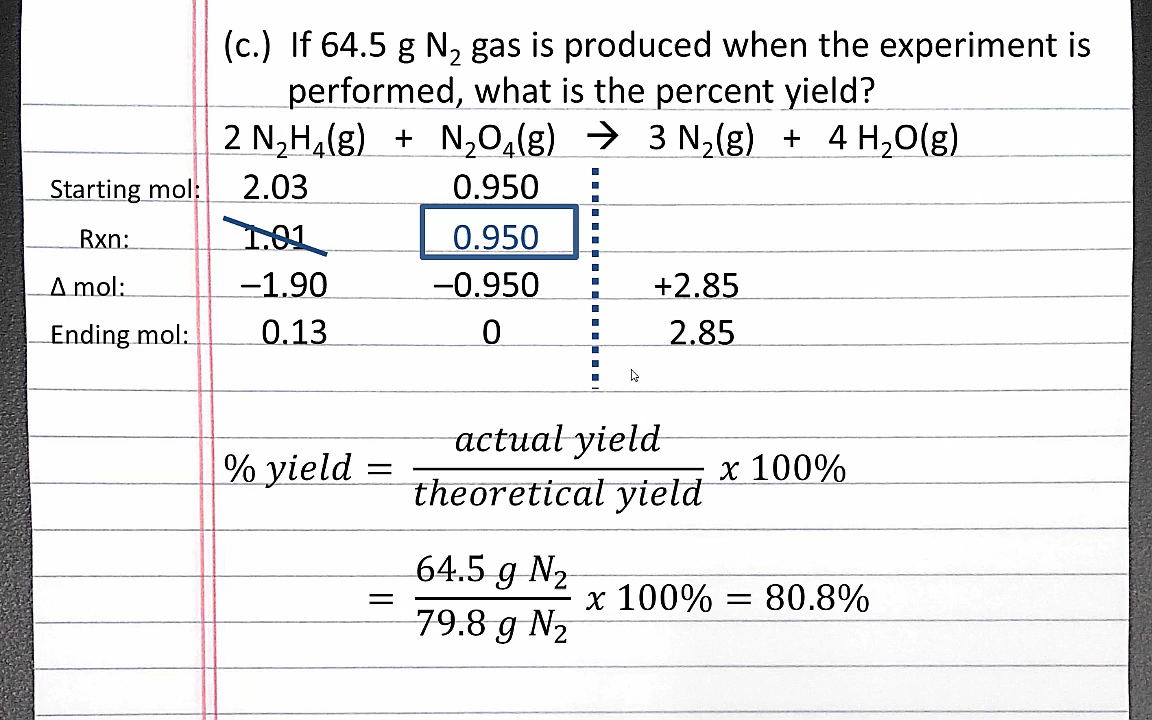 (c.) If 64.5 g N₂ gas is produced when the experiment is
performed, what is the percent yield?
2 N₂H₄(g) + N₂O₄(g) → 3 N₂(g) + 4 H₂O(g)
Starting mol: 2.03 0.950
Rxn: 1.01 0.950
Δ mol: –1.90 –0.950 +2.85
Ending mol: 0.13 0 2.85
% yield = actual yield / theoretical yield x 100%
= 64.5 g N₂ / 79.8 g N₂ x 100% = 80.8%